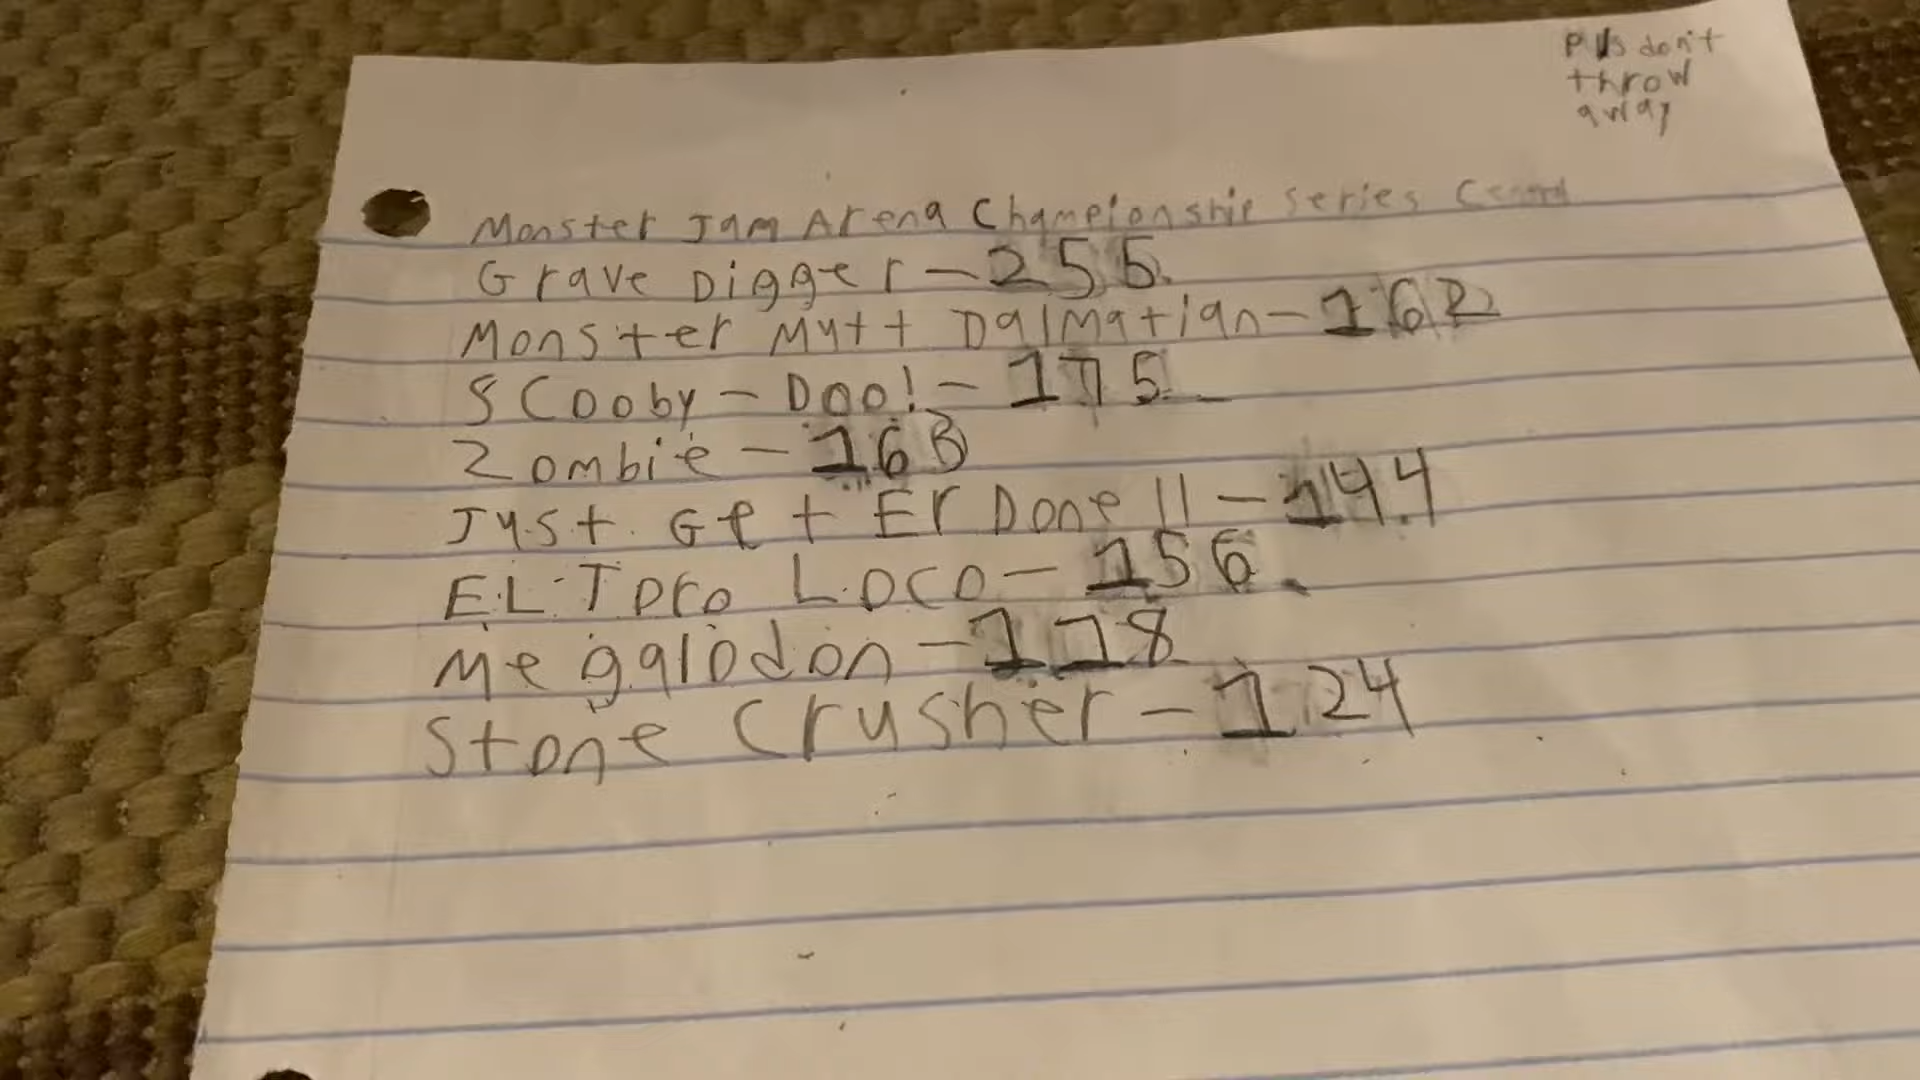 Pls don't
throw
away
Monster Jam Arena Championship Series
Grave Digger - 255
Monster Mutt Dalmatian - 162
Scooby-Doo! - 175
Zombie - 163
Just Get Er Done!! - 144
EL Toro Loco - 156
Megalodon - 118
Stone Crusher - 124